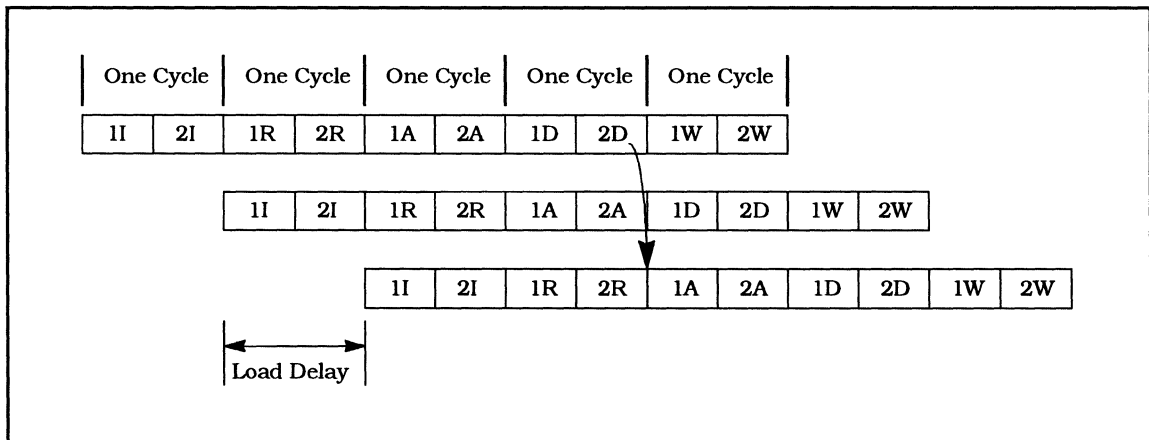 One Cycle One Cycle One Cycle One Cycle One Cycle
1I 2I 1R 2R 1A 2A 1D 2D 1W 2W
1I 2I 1R 2R 1A 2A 1D 2D 1W 2W
1I 2I 1R 2R 1A 2A 1D 2D 1W 2W
Load Delay